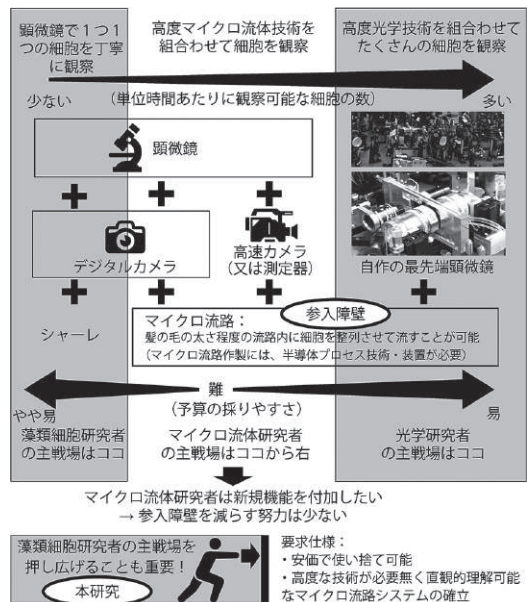 顕微鏡で１つ１
つの細胞を丁寧
に観察
高度マイクロ流体技術を
組合わせて細胞を観察
高度光学技術を組合わせて
たくさんの細胞を観察
少ない
(単位時間あたりに観察可能な細胞の数)
多い
顕微鏡
デジタルカメラ
高速カメラ
(又は測定器)
自作の最先端顕微鏡
シャーレ
参入障壁
マイクロ流路：
髪の毛の太さ程度の流路内に細胞を整列させて流すことが可能
(マイクロ流路作製には、半導体プロセス技術・装置が必要)
やや易
難
(予算の採りやすさ)
易
藻類細胞研究者
の主戦場はココ
マイクロ流体研究者
の主戦場はココから右
光学研究者
の主戦場はココ
マイクロ流体研究者は新規機能を付加したい
→ 参入障壁を減らす努力は少ない
藻類細胞研究者の主戦場を
押し広げることも重要！
本研究
要求仕様：
・安価で使い捨て可能
・高度な技術が必要無く直観的理解可能
なマイクロ流路システムの確立